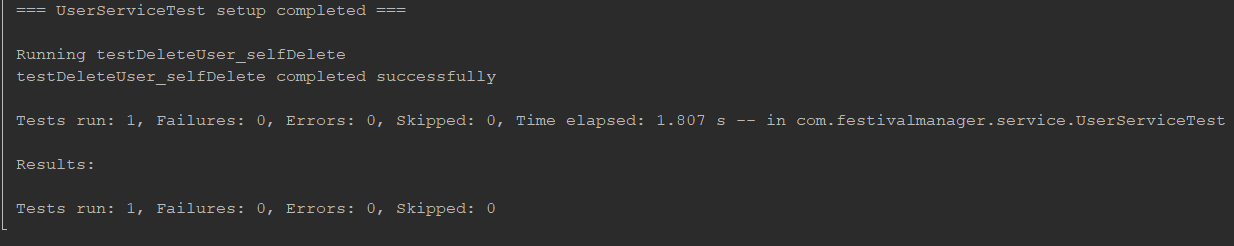 === UserServiceTest setup completed ===
Running testDeleteUser_selfDelete
testDeleteUser_selfDelete completed successfully
Tests run: 1, Failures: 0, Errors: 0, Skipped: 0, Time elapsed: 1.807 s -- in com.festivalmanager.service.UserServiceTest
Results:
Tests run: 1, Failures: 0, Errors: 0, Skipped: 0